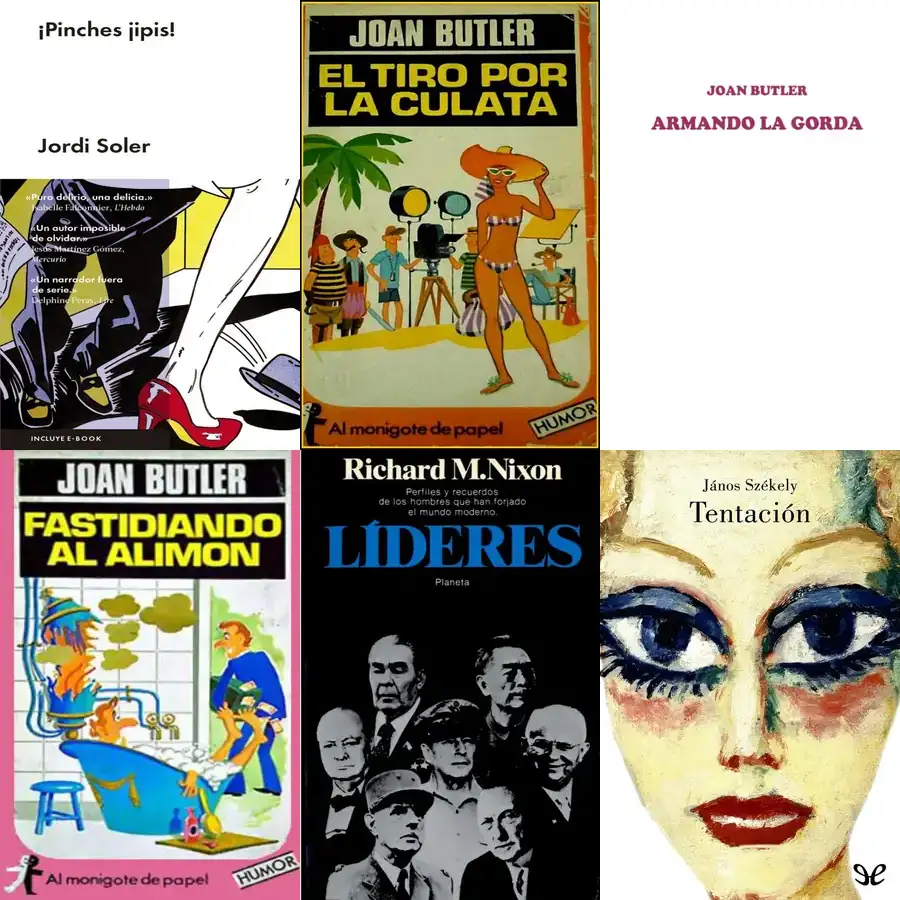 ¡Pinches jipis!
Jordi Soler
«Puro delirio, una delicia.»
Isabelle Falconnier, L'Hebdo
«Un autor imposible
de olvidar.»
Jesús Martínez Gómez,
Mercurio
«Un narrador fuera
de serie.»
Delphine Peras, Lire
INCLUYE E-BOOK
JOAN BUTLER
EL TIRO POR
LA CULATA
Al monigote de papel
HUMOR
JOAN BUTLER
ARMANDO LA GORDA
JOAN BUTLER
FASTIDIANDO
AL ALIMON
Al monigote de papel
HUMOR
Richard M.Nixon
Perfiles y recuerdos
de los hombres que han forjado
el mundo moderno.
LÍDERES
Planeta
János Székely
Tentación